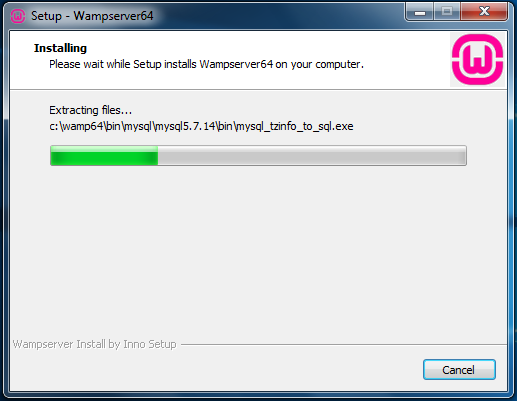 Setup - Wampserver64
Installing
Please wait while Setup installs Wampserver64 on your computer.
Extracting files...
c:\wamp64\bin\mysql\mysql5.7.14\bin\mysql_tzinfo_to_sql.exe
Wampserver Install by Inno Setup
Cancel